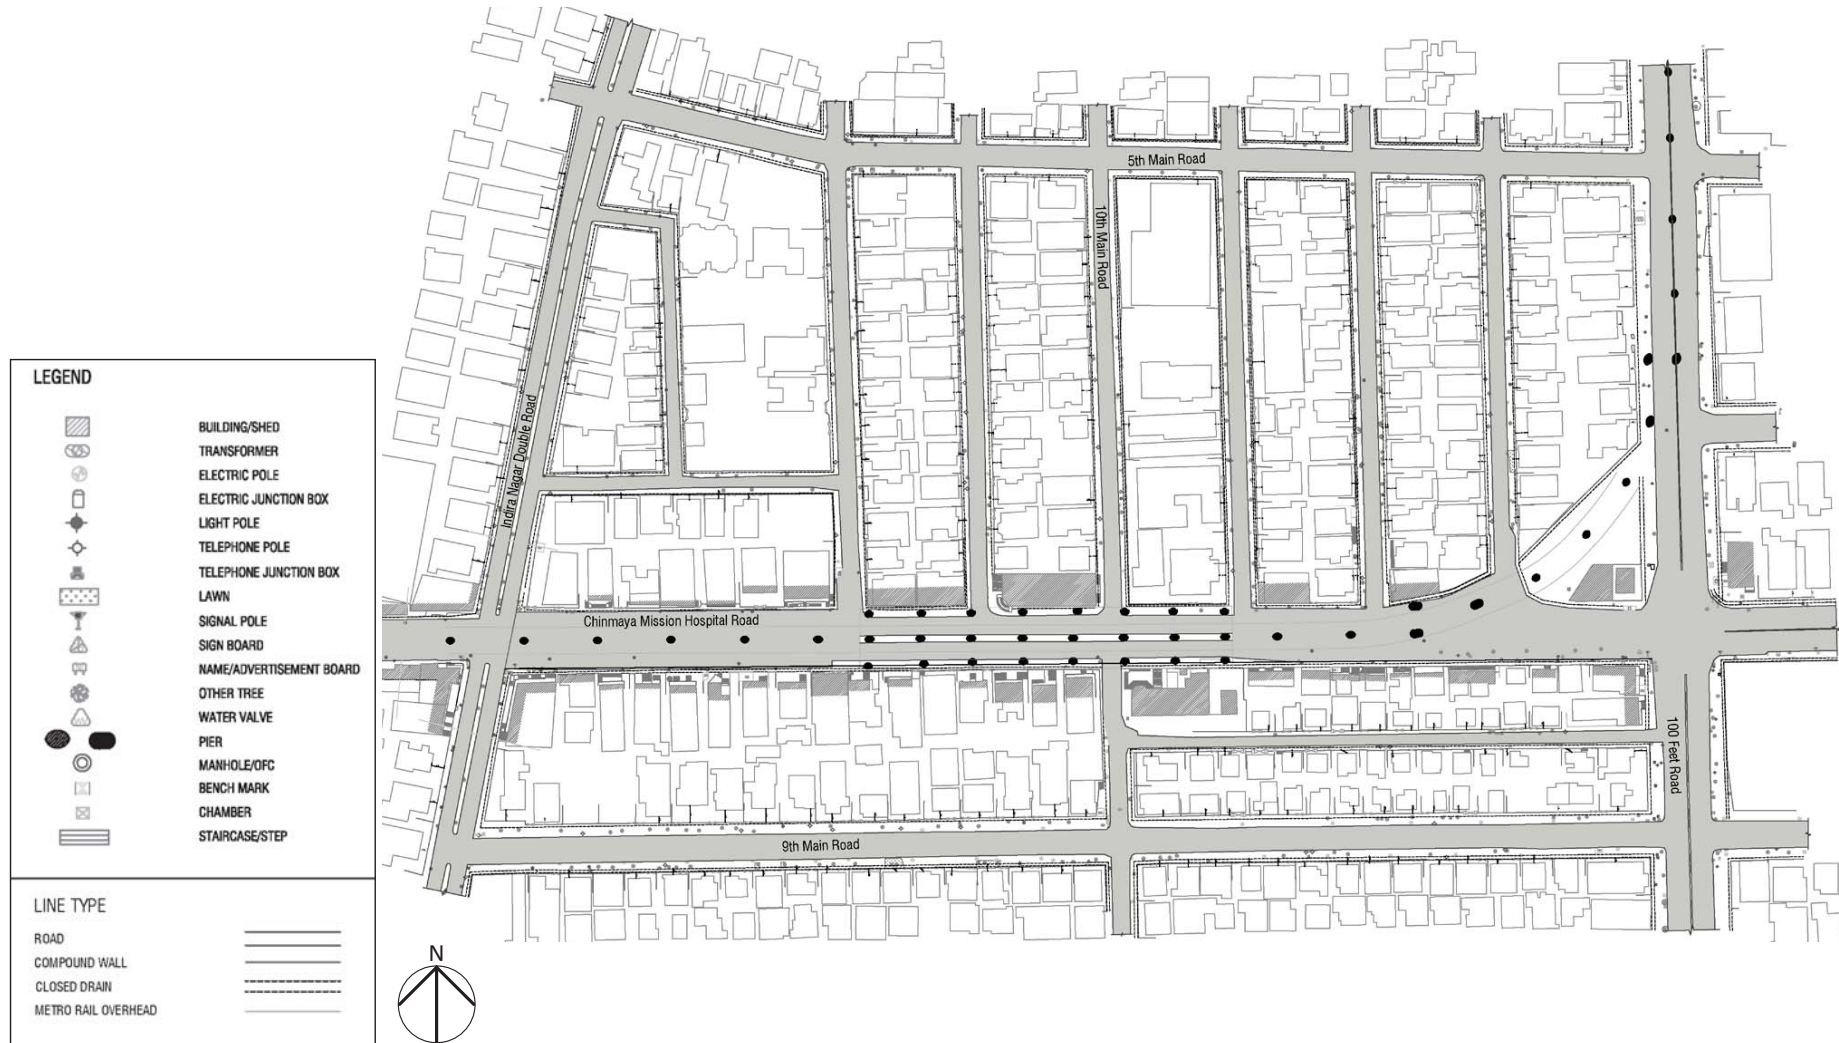 5th Main Road
10th Main Road
LEGEND
BUILDING/SHED
TRANSFORMER
ELECTRIC POLE
ELECTRIC JUNCTION BOX
LIGHT POLE
TELEPHONE POLE
TELEPHONE JUNCTION BOX
LAWN
SIGNAL POLE
SIGN BOARD
NAME/ADVERTISEMENT BOARD
OTHER TREE
WATER VALVE
PIER
MANHOLE/OFC
BENCH MARK
CHAMBER
STAIRCASE/STEP
LINE TYPE
ROAD
COMPOUND WALL
CLOSED DRAIN
METRO RAIL OVERHEAD
Indira Nagar Double Road
Chinmaya Mission Hospital Road
100 Feet Road
9th Main Road
N